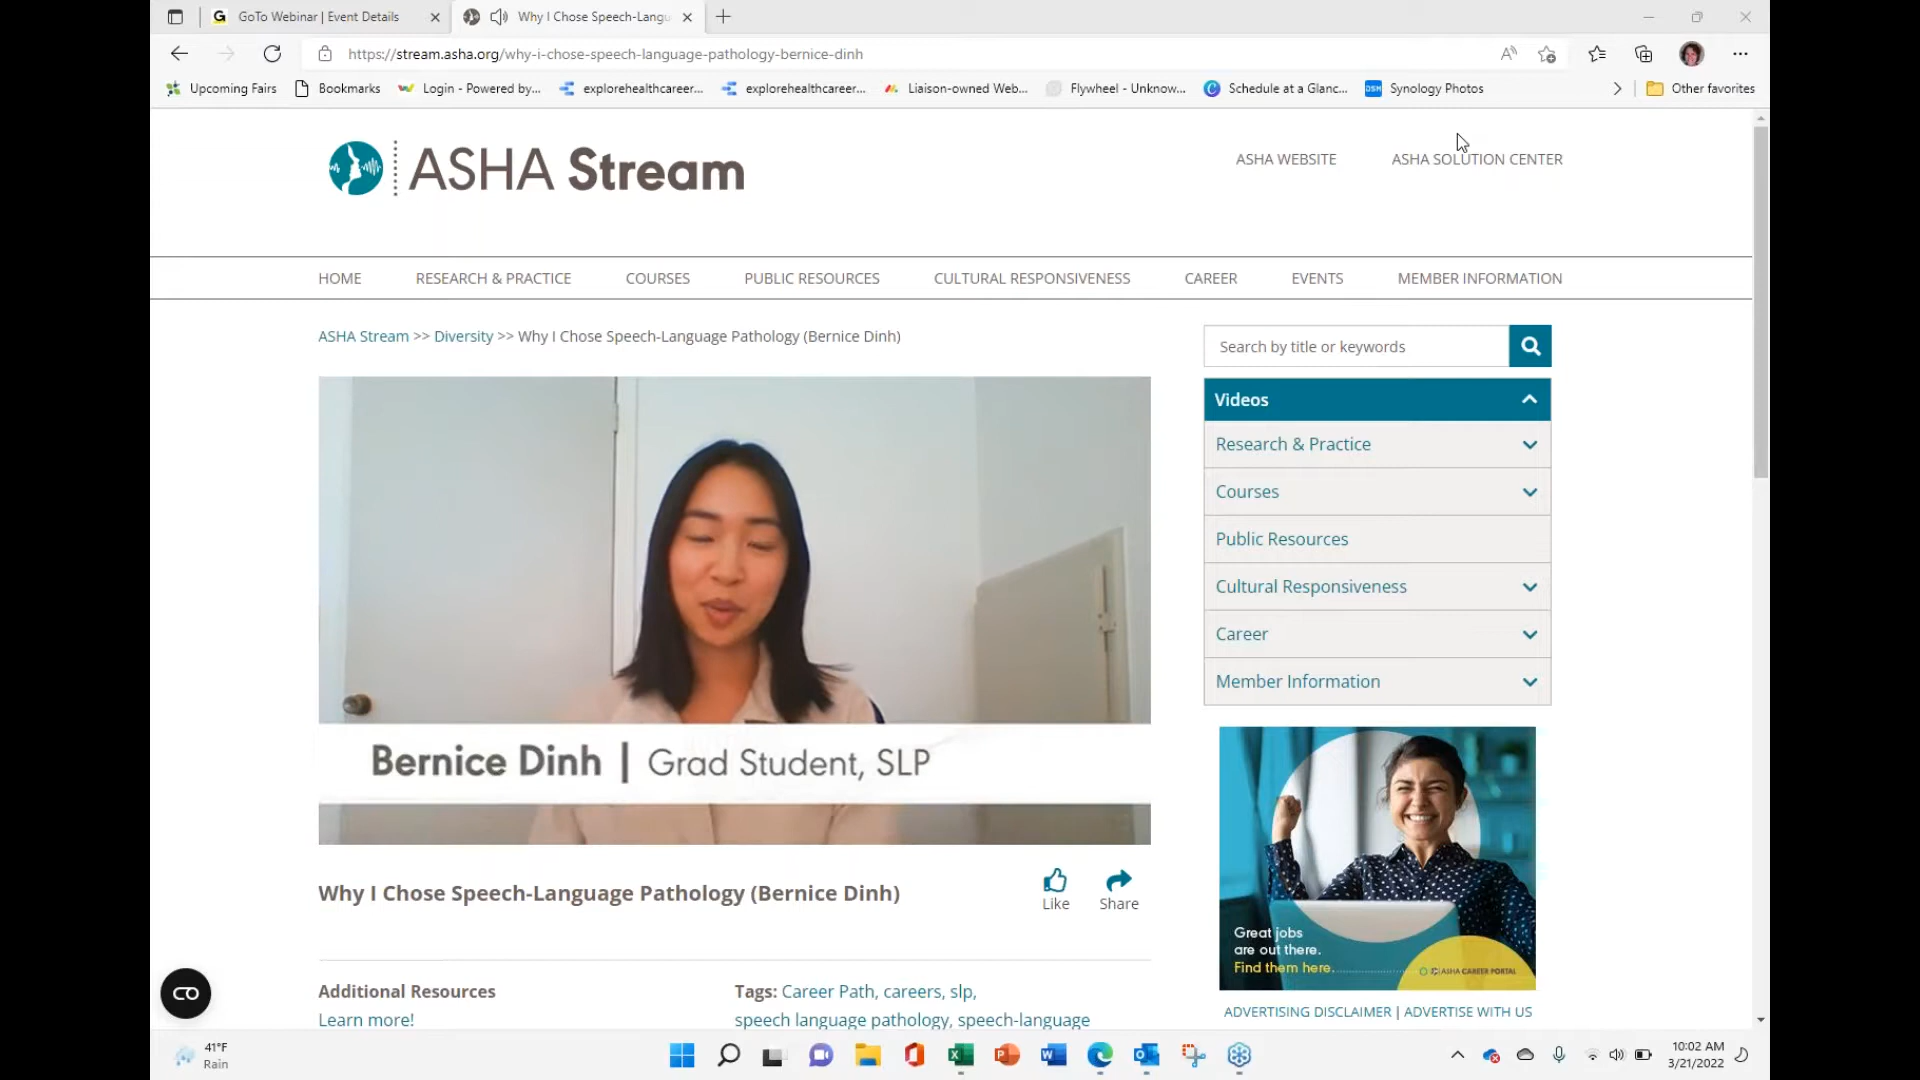 GoTo Webinar | Event Details
Why I Chose Speech-Langu
https://stream.asha.org/why-i-chose-speech-language-pathology-bernice-dinh
Upcoming Fairs
Bookmarks
Login - Powered by...
explorehealthcareer...
explorehealthcareer...
Liaison-owned Web...
Flywheel - Unknow...
Schedule at a Glanc...
Synology Photos
Other favorites
ASHA Stream
ASHA WEBSITE
ASHA SOLUTION CENTER
HOME
RESEARCH & PRACTICE
COURSES
PUBLIC RESOURCES
CULTURAL RESPONSIVENESS
CAREER
EVENTS
MEMBER INFORMATION
ASHA Stream >> Diversity >> Why I Chose Speech-Language Pathology (Bernice Dinh)
Search by title or keywords
Videos
Research & Practice
Courses
Public Resources
Cultural Responsiveness
Career
Member Information
Bernice Dinh | Grad Student, SLP
Why I Chose Speech-Language Pathology (Bernice Dinh)
Like
Share
Great jobs
are out there.
Find them here.
ASHA CAREER PORTAL
ADVERTISING DISCLAIMER | ADVERTISE WITH US
Additional Resources
Learn more!
Tags: Career Path, careers, slp,
speech language pathology, speech-language
41°F
Rain
10:02 AM
3/21/2022